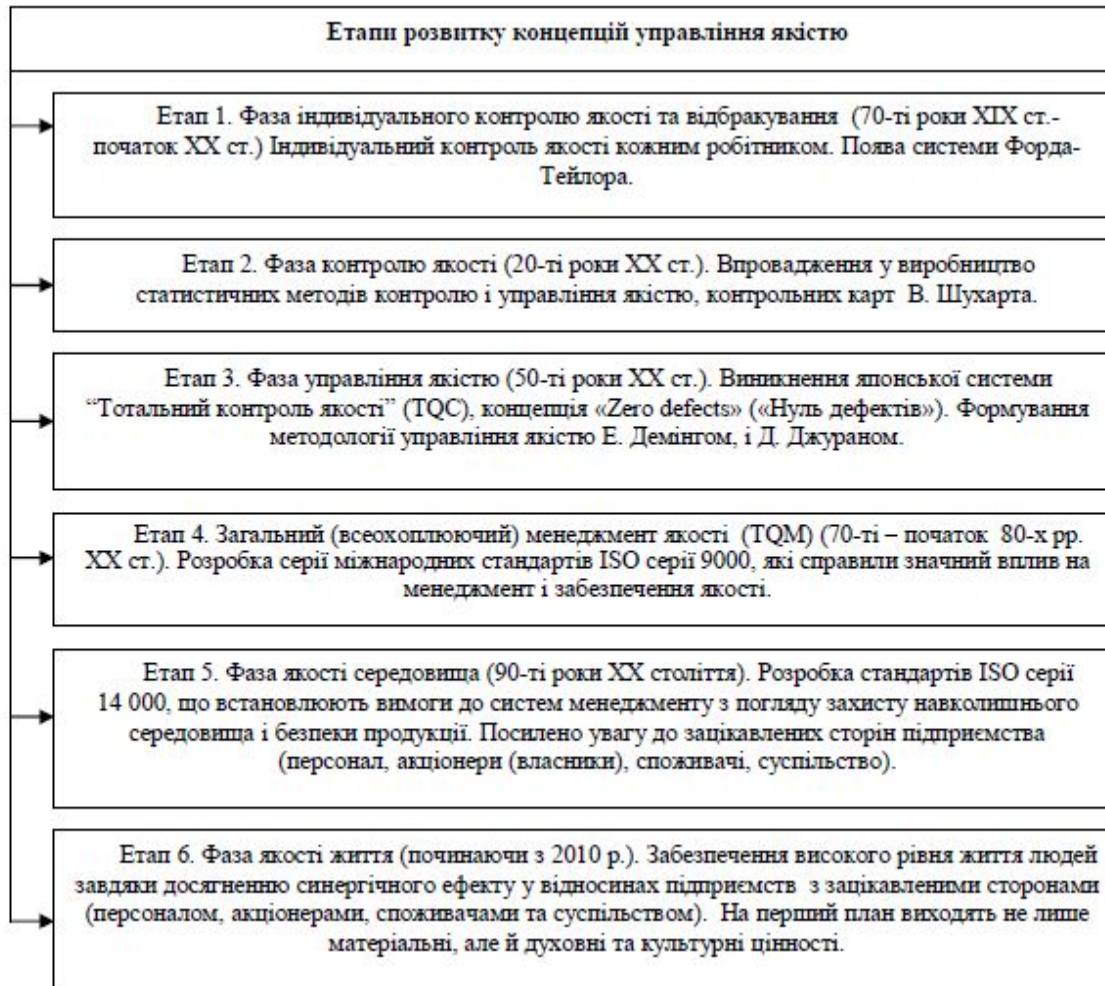 Етапи розвитку концепцій управління якістю
Етап 1. Фаза індивідуального контролю якості та відбракування (70-ті роки XIX ст.-
початок XX ст.) Індивідуальний контроль якості кожним робітником. Поява системи Форда-
Тейлора.
Етап 2. Фаза контролю якості (20-ті роки XX ст.). Впровадження у виробництво
статистичних методів контролю і управління якістю, контрольних карт В. Шухарта.
Етап 3. Фаза управління якістю (50-ті роки XX ст.). Виникнення японської системи
“Тотальний контроль якості” (TQC), концепція «Zero defects» («Нуль дефектів»). Формування
методології управління якістю Е. Демінгом, і Д. Джураном.
Етап 4. Загальний (всеохоплюючий) менеджмент якості (TQM) (70-ті – початок 80-х рр.
XX ст.). Розробка серії міжнародних стандартів ISO серії 9000, які справили значний вплив на
менеджмент і забезпечення якості.
Етап 5. Фаза якості середовища (90-ті роки XX століття). Розробка стандартів ISO серії
14 000, що встановлюють вимоги до систем менеджменту з погляду захисту навколишнього
середовища і безпеки продукції. Посилено увагу до зацікавлених сторін підприємства
(персонал, акціонери (власники), споживачі, суспільство).
Етап 6. Фаза якості життя (починаючи з 2010 р.). Забезпечення високого рівня життя людей
завдяки досягненню синергічного ефекту у відносинах підприємств з зацікавленими сторонами
(персоналом, акціонерами, споживачами та суспільством). На перший план виходять не лише
матеріальні, але й духовні та культурні цінності.